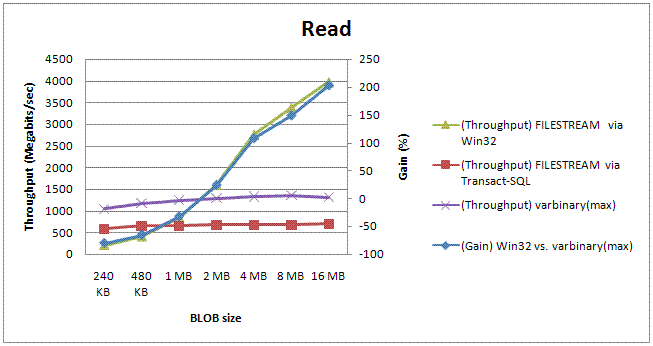 Read
Throughput (Megabits/sec)
4500
4000
3500
3000
2500
2000
1500
1000
500
0
250
200
150
100
50
0
-50
-100
Gain (%)
240
KB
480
KB
1 MB
2 MB
4 MB
8 MB
16 MB
BLOB size
(Throughput) FILESTREAM via
Win32
(Throughput) FILESTREAM via
Transact-SQL
(Throughput) varbinary(max)
(Gain) Win32 vs. varbinary(max)